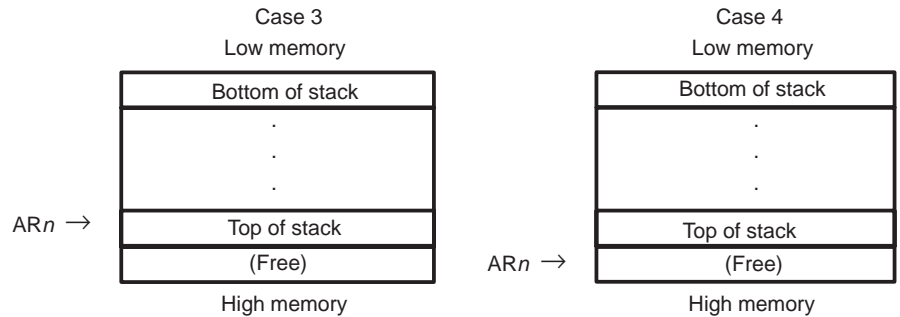 Case 3
Low memory
Bottom of stack
.
.
.
ARn → Top of stack
(Free)
High memory
Case 4
Low memory
Bottom of stack
.
.
.
Top of stack
ARn → (Free)
High memory